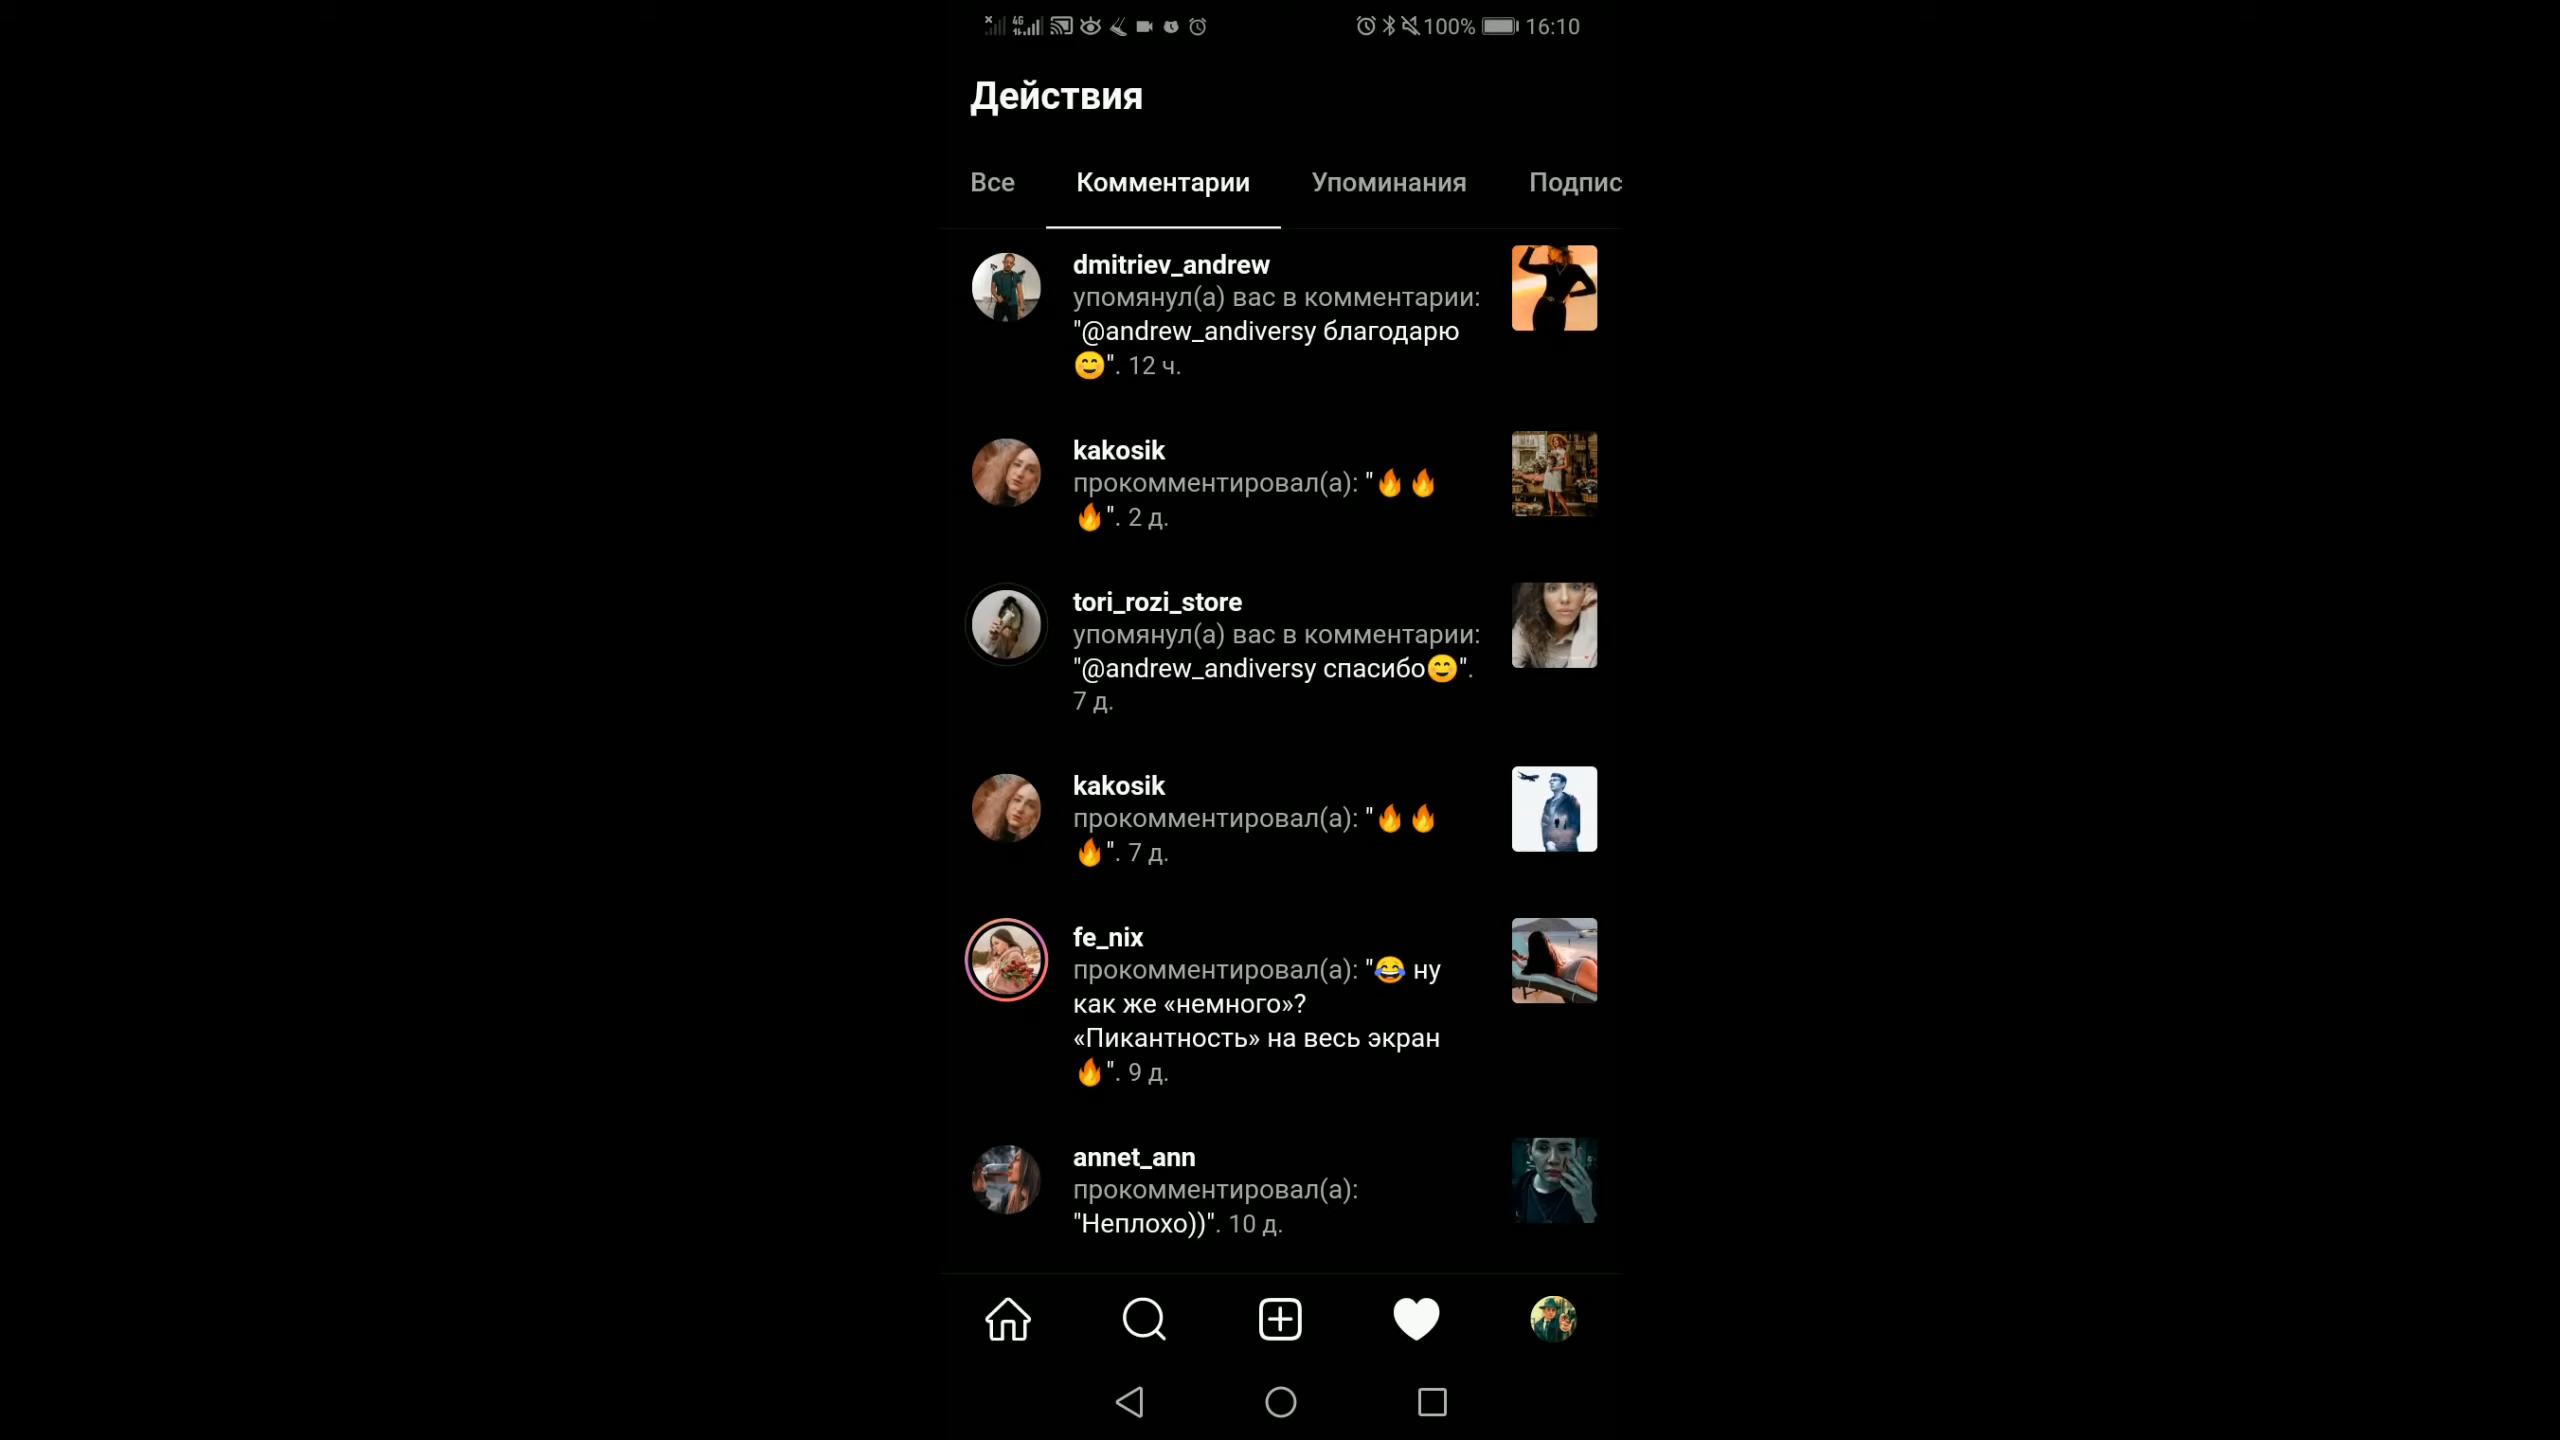 4G 100% 16:10
Действия
Все Комментарии Упоминания Подпис
dmitriev_andrew
упомянул(а) вас в комментарии:
"@andrew_andiversy благодарю
😊". 12 ч.
kakosik
прокомментировал(а): "🔥🔥
🔥". 2 д.
tori_rozi_store
упомянул(а) вас в комментарии:
"@andrew_andiversy спасибо😊".
7 д.
kakosik
прокомментировал(а): "🔥🔥
🔥". 7 д.
fe_nix
прокомментировал(а): "😂 ну
как же «немного»?
«Пикантность» на весь экран
🔥". 9 д.
annet_ann
прокомментировал(а):
"Неплохо))". 10 д.